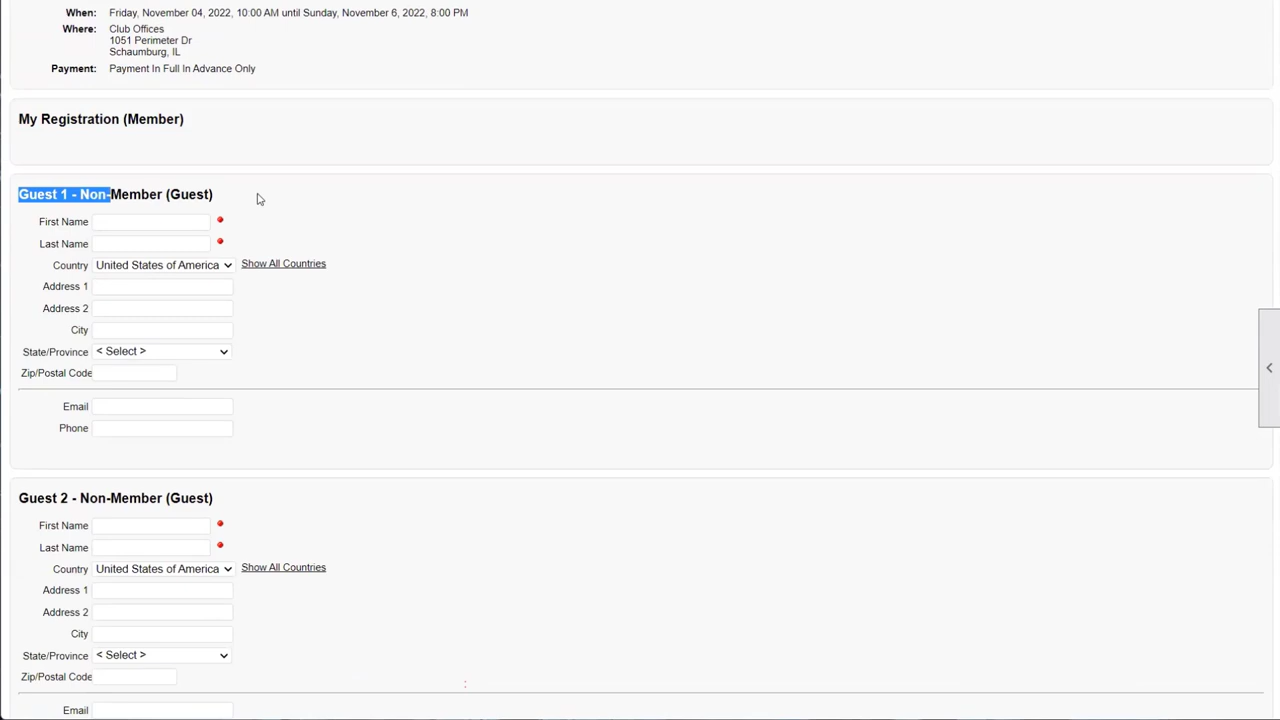 When: Friday, November 04, 2022, 10:00 AM until Sunday, November 6, 2022, 8:00 PM
Where: Club Offices
1051 Perimeter Dr
Schaumburg, IL
Payment: Payment In Full In Advance Only
My Registration (Member)
Guest 1 - Non-Member (Guest)
First Name
Last Name
Country United States of America Show All Countries
Address 1
Address 2
City
State/Province < Select >
Zip/Postal Code
Email
Phone
Guest 2 - Non-Member (Guest)
First Name
Last Name
Country United States of America Show All Countries
Address 1
Address 2
City
State/Province < Select >
Zip/Postal Code
Email